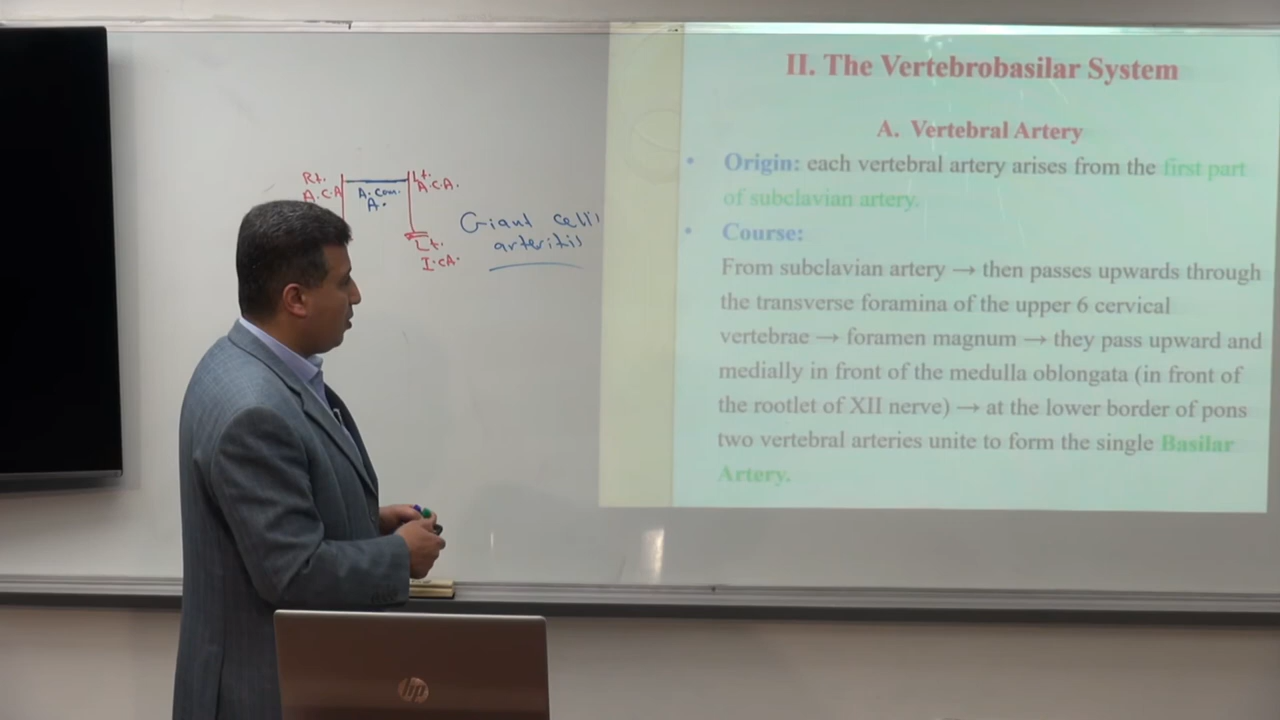 II. The Vertebrobasilar System
A. Vertebral Artery
• Origin: each vertebral artery arises from the first part
of subclavian artery.
• Course:
From subclavian artery → then passes upwards through
the transverse foramina of the upper 6 cervical
vertebrae → foramen magnum → they pass upward and
medially in front of the medulla oblongata (in front of
the rootlet of XII nerve) → at the lower border of pons
two vertebral arteries unite to form the single Basilar
Artery.
Rt.
A.C.A
A. Com.
A.
Lt.
A.C.A.
Lt.
I.CA.
Giant cell
arteritis
hp